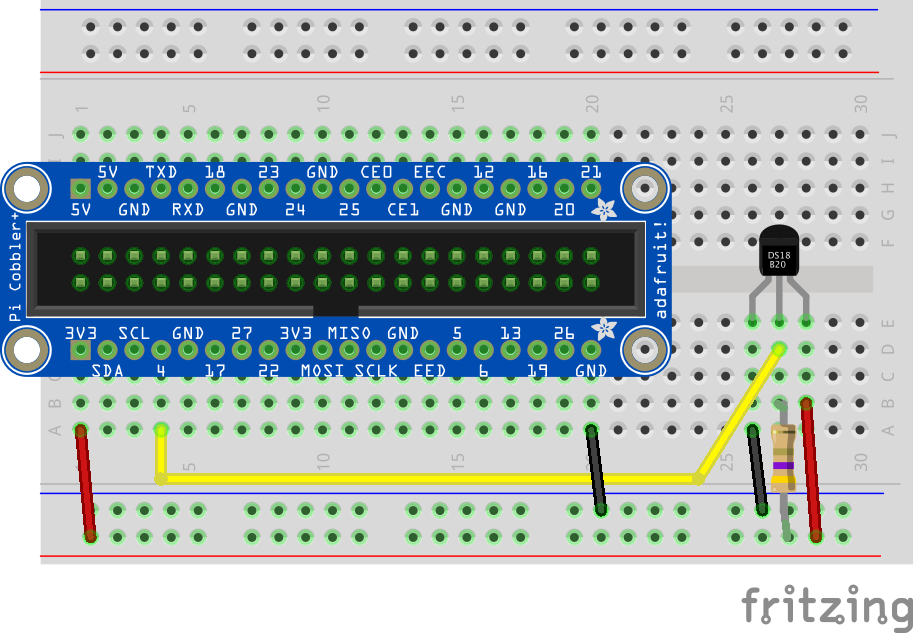 1 5 10 15 20 25 30
J J
I I
H
G
F
5V TXD 18 23 GND CE0 EEC 12 16 21
5V GND RXD GND 24 25 CE1 GND GND 20
Pi Cobbler+
adafruit!
DS18
B20
3V3 SCL GND 27 3V3 MISO GND 5 13 26
SDA 4 17 22 MOSI SCLK EED 6 19 GND
E
D
C
B B
A A
5 10 15 25 30
fritzing